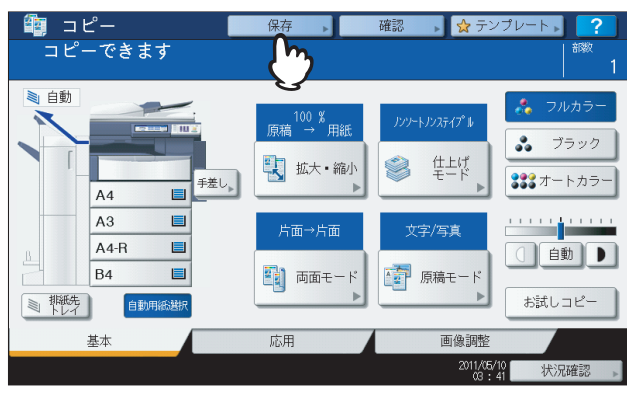 コピー
保存
確認
テンプレート
?
コピーできます
部数
1
自動
100 %
原稿 → 用紙
ノンソートノンステイプル
フルカラー
拡大・縮小
仕上げ
モード
ブラック
手差し
オートカラー
A4
A3
A4-R
B4
片面→片面
文字/写真
自動
両面モード
原稿モード
排紙先
トレイ
自動用紙選択
お試しコピー
基本
応用
画像調整
2011/05/10
03 : 41
状況確認